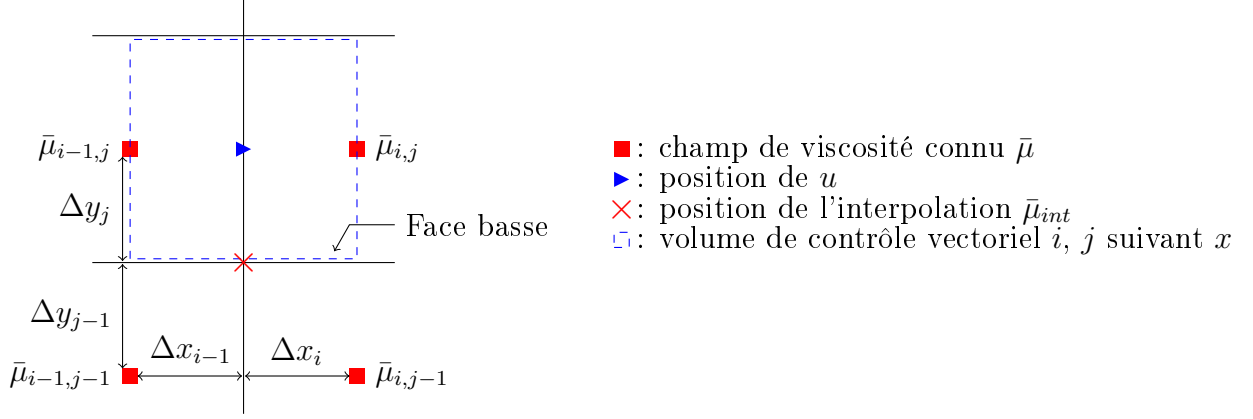 μ̄_{i−1,j}
μ̄_{i,j}
Δy_j
Face basse
Δy_{j−1}
Δx_{i−1}
Δx_i
μ̄_{i−1,j−1}
μ̄_{i,j−1}
: champ de viscosité connu μ̄
: position de u
: position de l'interpolation μ̄_{int}
: volume de contrôle vectoriel i, j suivant x